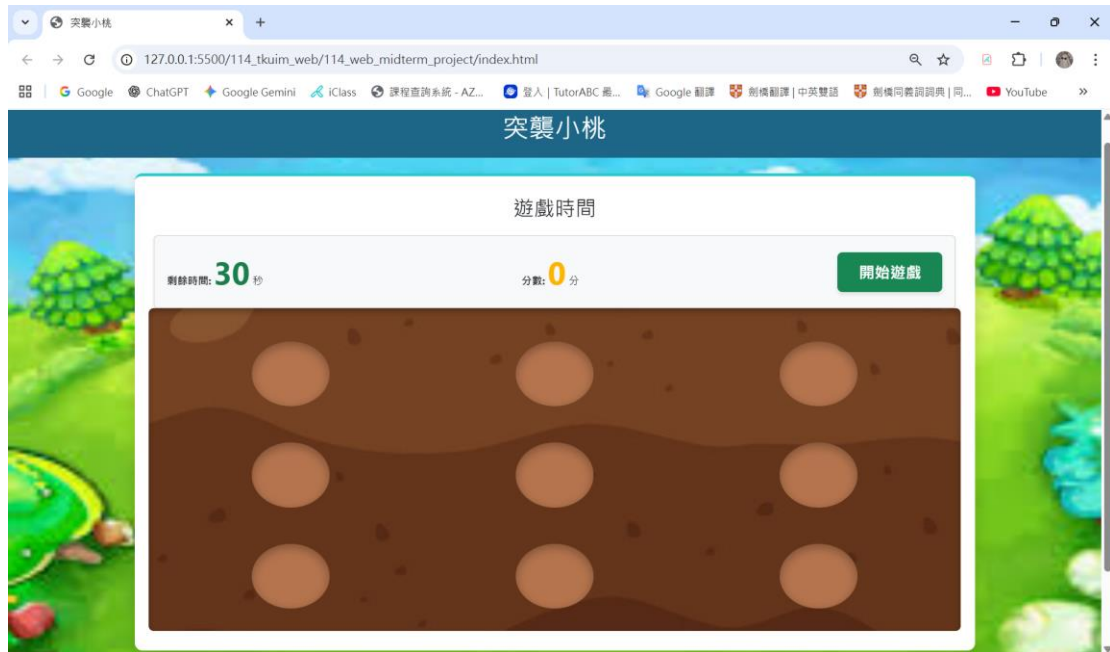 突襲小桃
127.0.0.1:5500/114_tkuim_web/114_web_midterm_project/index.html
Google ChatGPT Google Gemini iClass 課程查詢系統 - AZ... 登入 | TutorABC 最... Google 翻譯 劍橋翻譯 | 中英雙語 劍橋同義詞詞典 | 同... YouTube »
突襲小桃
遊戲時間
剩餘時間: 30 秒 分數: 0 分 開始遊戲